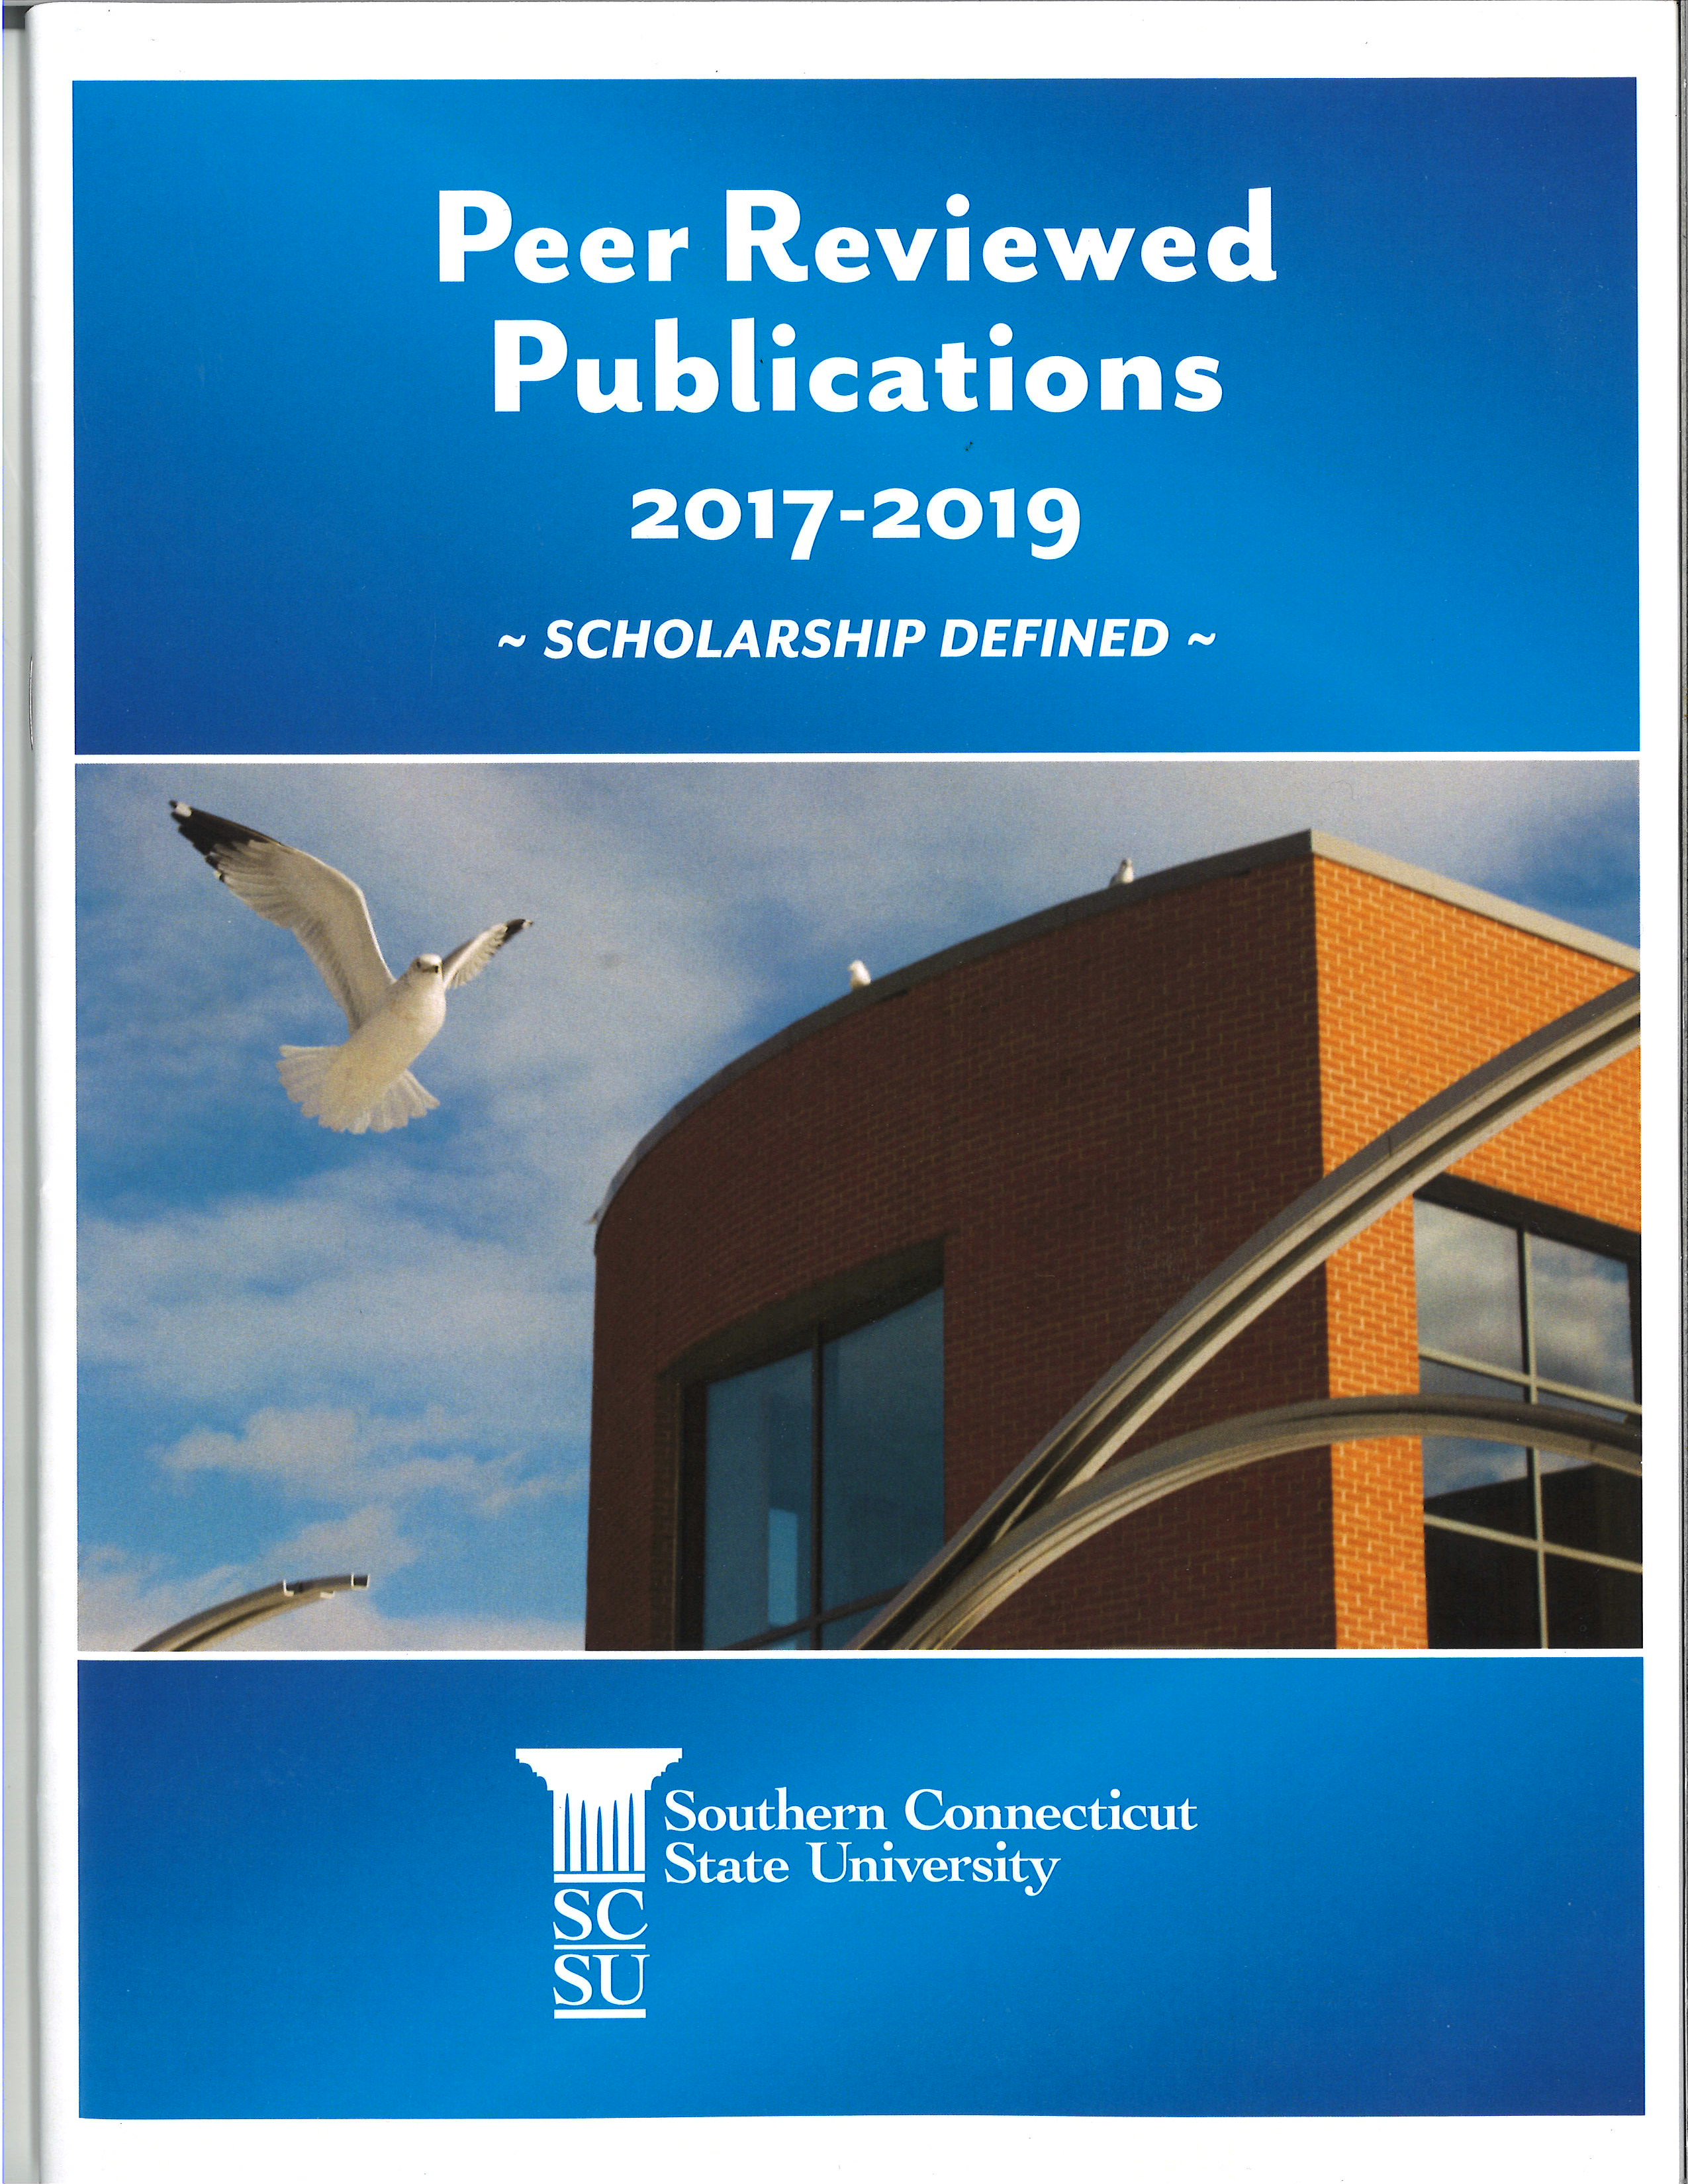 Peer Reviewed
Publications
2017-2019
~ SCHOLARSHIP DEFINED ~
Southern Connecticut
State University
SC
SU